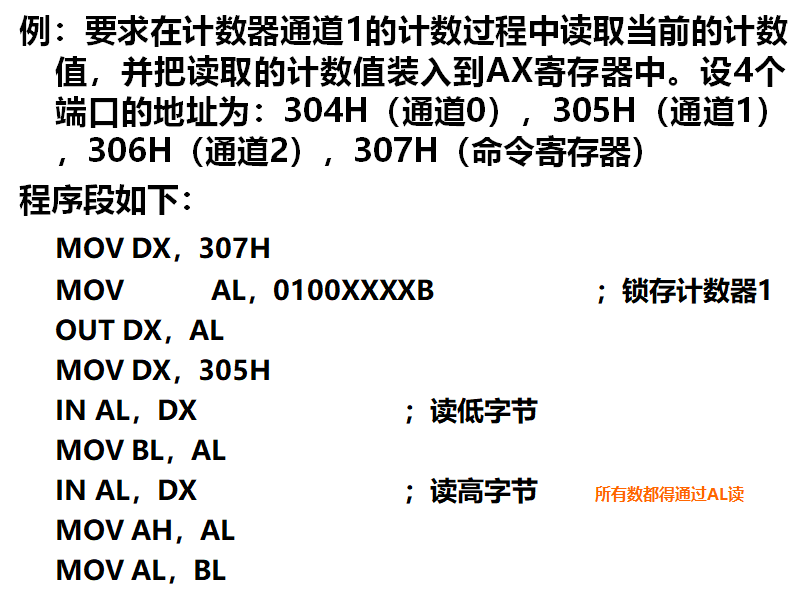 例：要求在计数器通道1的计数过程中读取当前的计数
值，并把读取的计数值装入到AX寄存器中。设4个
端口的地址为：304H（通道0），305H（通道1）
，306H（通道2），307H（命令寄存器）
程序段如下：
MOV DX，307H
MOV AL，0100XXXXB ；锁存计数器1
OUT DX，AL
MOV DX，305H
IN AL，DX ；读低字节
MOV BL，AL
IN AL，DX ；读高字节 所有数都得通过AL读
MOV AH，AL
MOV AL，BL